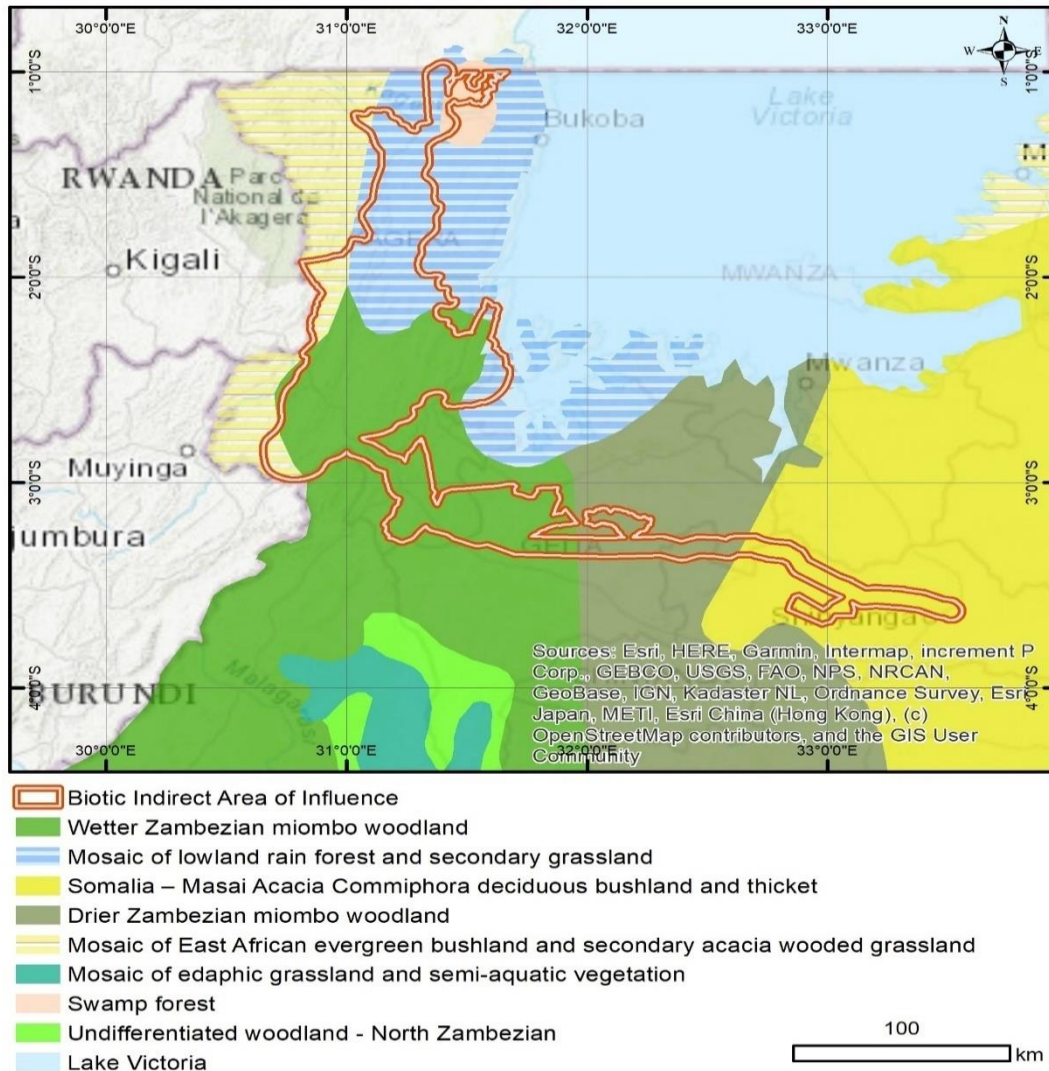 30°0'0"E 31°0'0"E 32°0'0"E 33°0'0"E
N
W E
S
1°0'0"S 1°0'0"S
Lake
Victoria
Bukoba
M
RWANDA
Parc
National de
l'Akagera
Kigali
MWANZA
2°0'0"S 2°0'0"S
Mwanza
Muyinga
3°0'0"S 3°0'0"S
jumbura
GEITA
Shinyanga
Sources: Esri, HERE, Garmin, Intermap, increment P
Corp., GEBCO, USGS, FAO, NPS, NRCAN,
GeoBase, IGN, Kadaster NL, Ordnance Survey, Esri
Japan, METI, Esri China (Hong Kong), (c)
OpenStreetMap contributors, and the GIS User
Community
Malagarasi
4°0'0"S BURUNDI 4°0'0"S
30°0'0"E 31°0'0"E 32°0'0"E 33°0'0"E
Biotic Indirect Area of Influence
Wetter Zambezian miombo woodland
Mosaic of lowland rain forest and secondary grassland
Somalia – Masai Acacia Commiphora deciduous bushland and thicket
Drier Zambezian miombo woodland
Mosaic of East African evergreen bushland and secondary acacia wooded grassland
Mosaic of edaphic grassland and semi-aquatic vegetation
Swamp forest
Undifferentiated woodland - North Zambezian
Lake Victoria
100
km